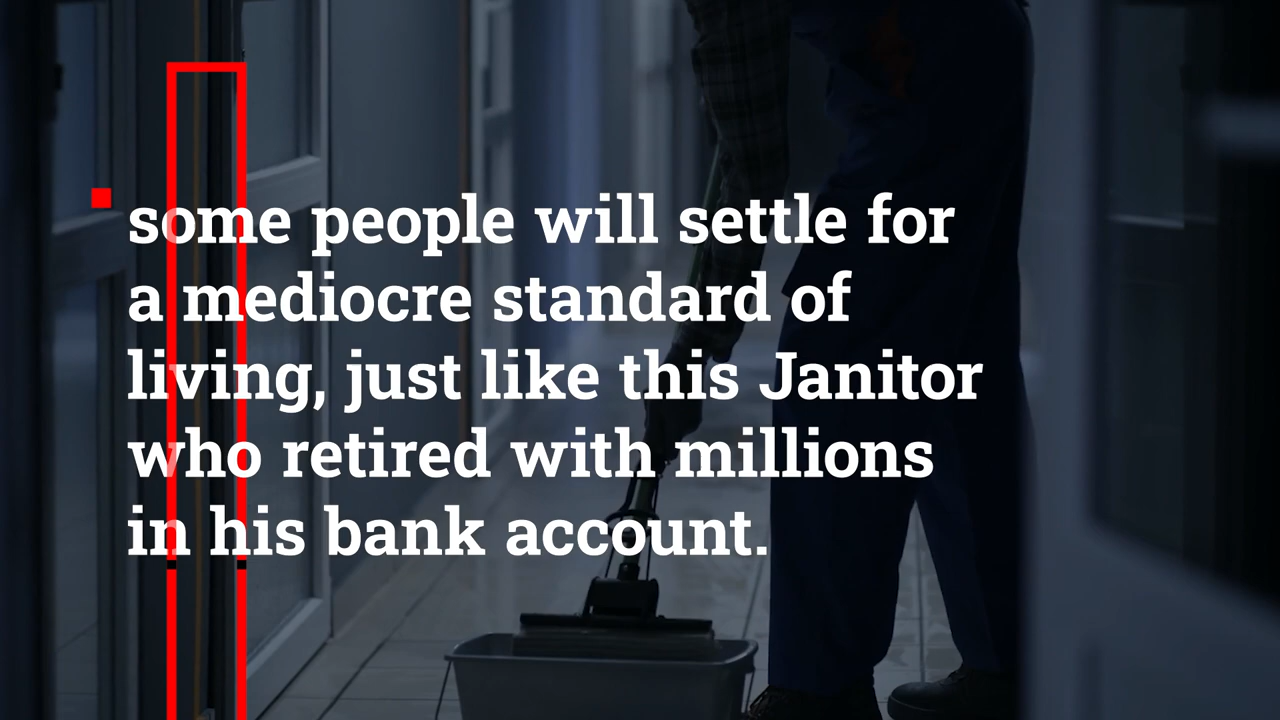 some people will settle for
a mediocre standard of
living, just like this Janitor
who retired with millions
in his bank account.